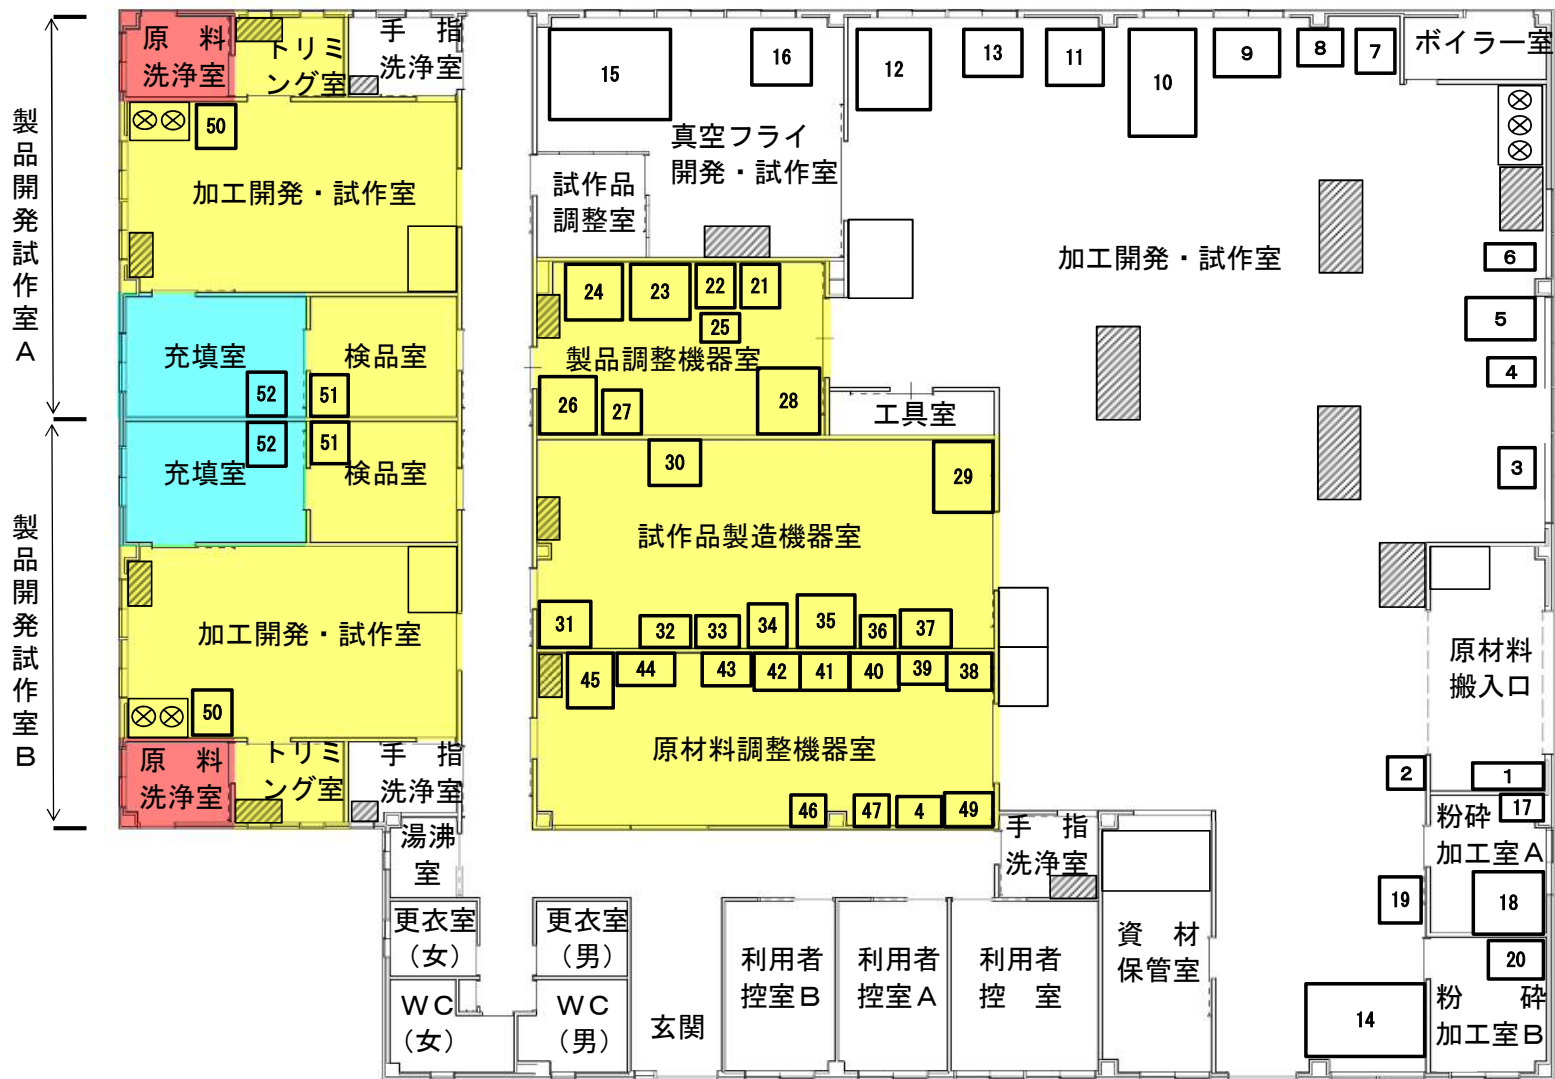 製品開発試作室A
製品開発試作室B
原　料
洗浄室
トリミ
ング室
手　指
洗浄室
50
加工開発・試作室
充填室
52
検品室
51
充填室
52
検品室
51
加工開発・試作室
50
原　料
洗浄室
トリミ
ング室
手　指
洗浄室
15
16
真空フライ
開発・試作室
試作品
調整室
12
13
11
10
9
8
7
ボイラー室
加工開発・試作室
6
5
4
3
24
23
22
21
25
製品調整機器室
26
27
28
工具室
30
29
試作品製造機器室
31
32
33
34
35
36
37
45
44
43
42
41
40
39
38
原材料調整機器室
46
47
4
49
原材料
搬入口
2
1
17
粉砕
加工室A
18
19
20
粉　　砕
加工室B
14
湯沸
室
更衣室
（女）
更衣室
（男）
WC
（女）
WC
（男）
玄関
利用者
控室B
利用者
控室A
利用者
控　室
手　指
洗浄室
資　材
保管室